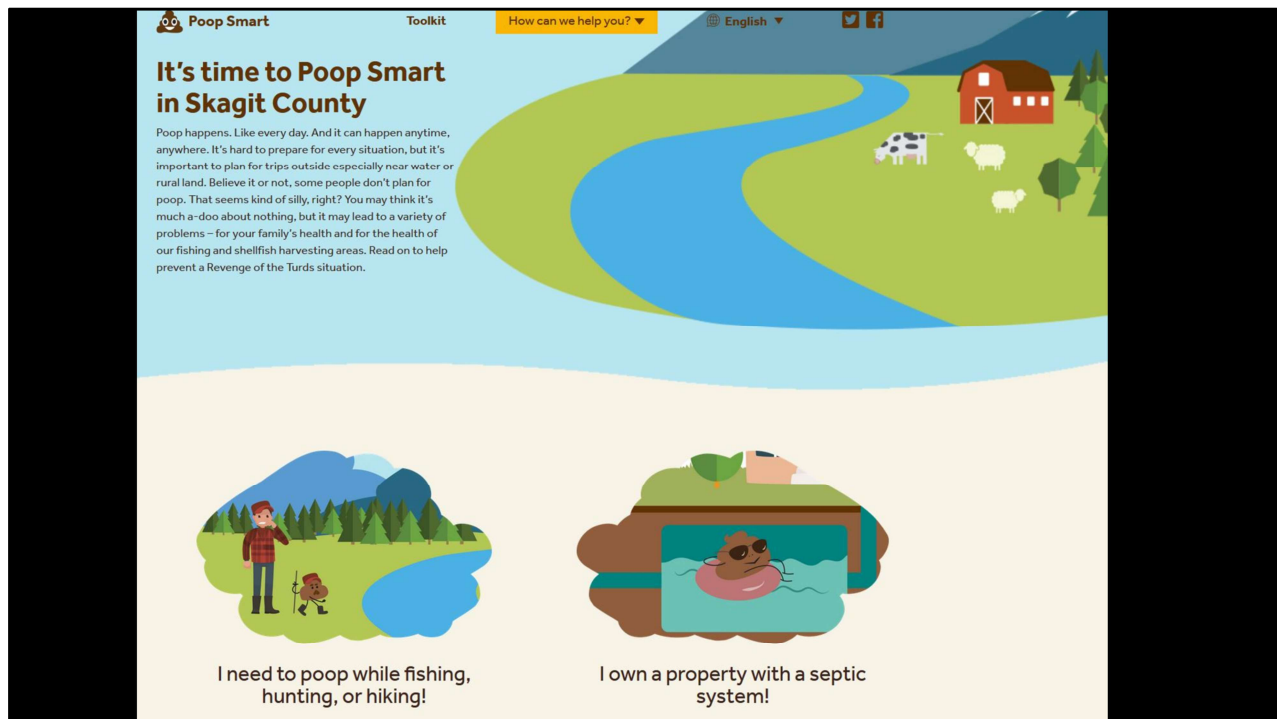 Poop Smart
Toolkit
How can we help you?
English
It's time to Poop Smart
in Skagit County
Poop happens. Like every day. And it can happen anytime,
anywhere. It's hard to prepare for every situation, but it's
important to plan for trips outside especially near water or
rural land. Believe it or not, some people don't plan for
poop. That seems kind of silly, right? You may think it's
much a-doo about nothing, but it may lead to a variety of
problems – for your family's health and for the health of
our fishing and shellfish harvesting areas. Read on to help
prevent a Revenge of the Turds situation.
I need to poop while fishing,
hunting, or hiking!
I own a property with a septic
system!